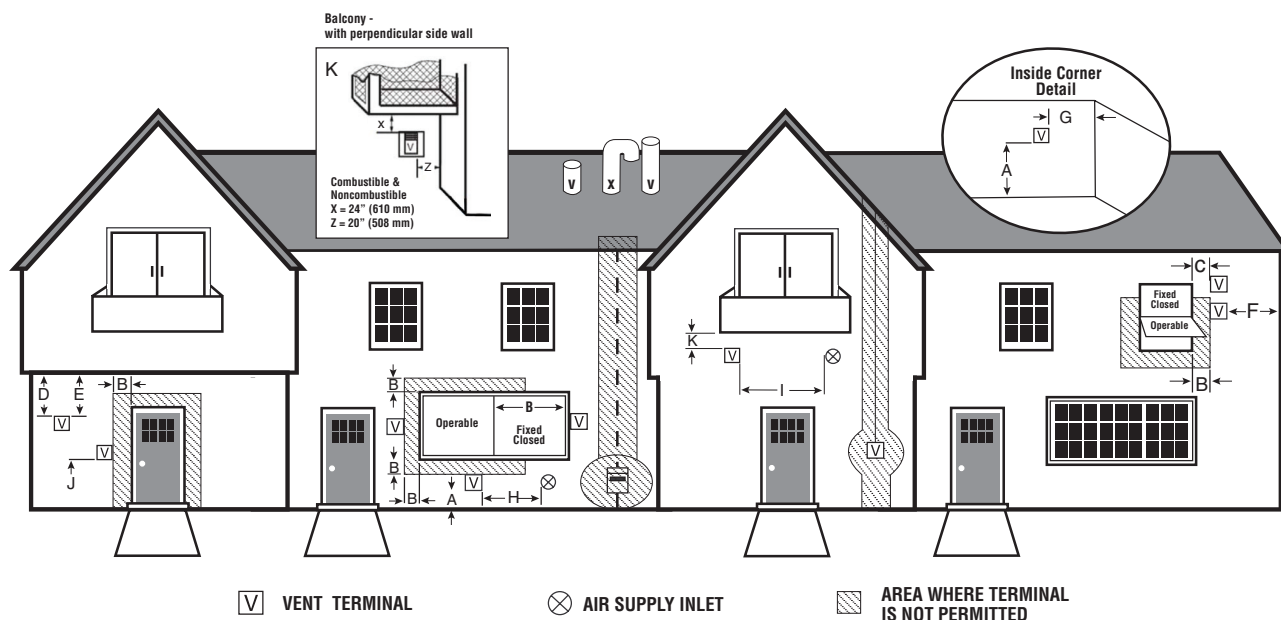 Balcony -
with perpendicular side wall
K
X
V
Z
Combustible &
Noncombustible
X = 24" (610 mm)
Z = 20" (508 mm)
Inside Corner
Detail
G
V
A
V
X
V
C
V
Fixed
Closed
V
F
Operable
B
K
V
I
V
D
E
B
V
V
J
B
B
Operable
Fixed
Closed
V
V
B
B
A
V
H
V VENT TERMINAL
AIR SUPPLY INLET
AREA WHERE TERMINAL
IS NOT PERMITTED